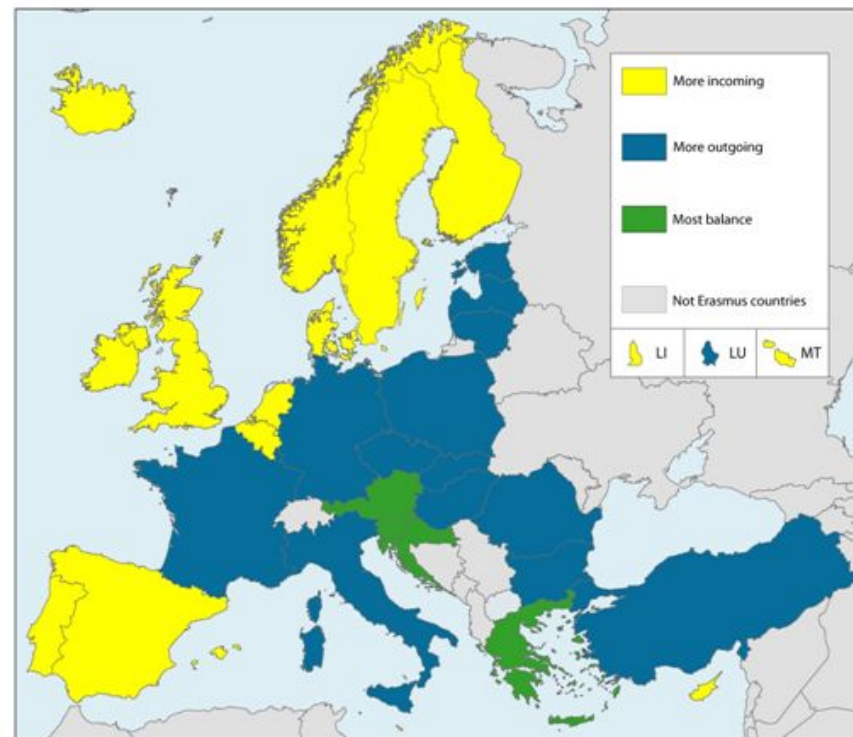 More incoming
More outgoing
Most balance
Not Erasmus countries
LI LU MT